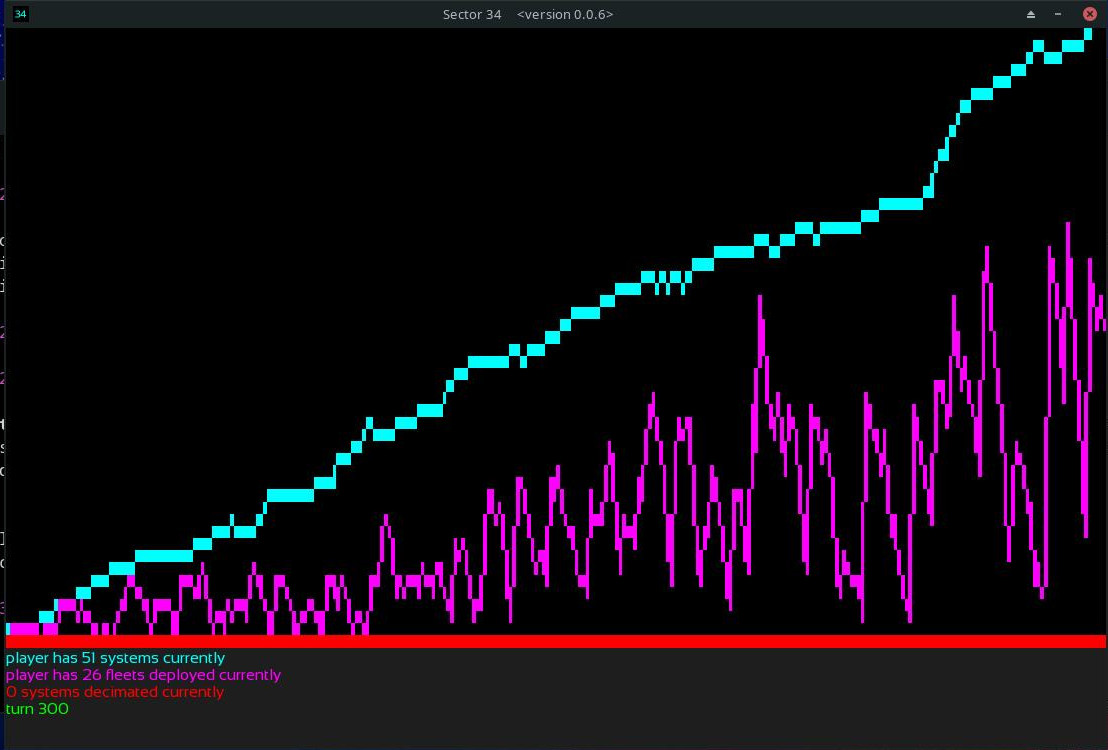 34
Sector 34 <version 0.0.6>
player has 51 systems currently
player has 26 fleets deployed currently
0 systems decimated currently
turn 300